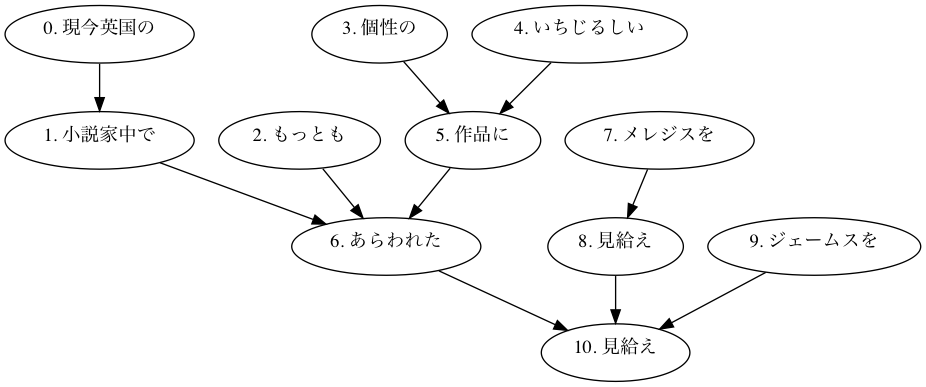 0. 現今英国の
1. 小説家中で
2. もっとも
3. 個性の
4. いちじるしい
5. 作品に
6. あらわれた
7. メレジスを
8. 見給え
9. ジェームスを
10. 見給え